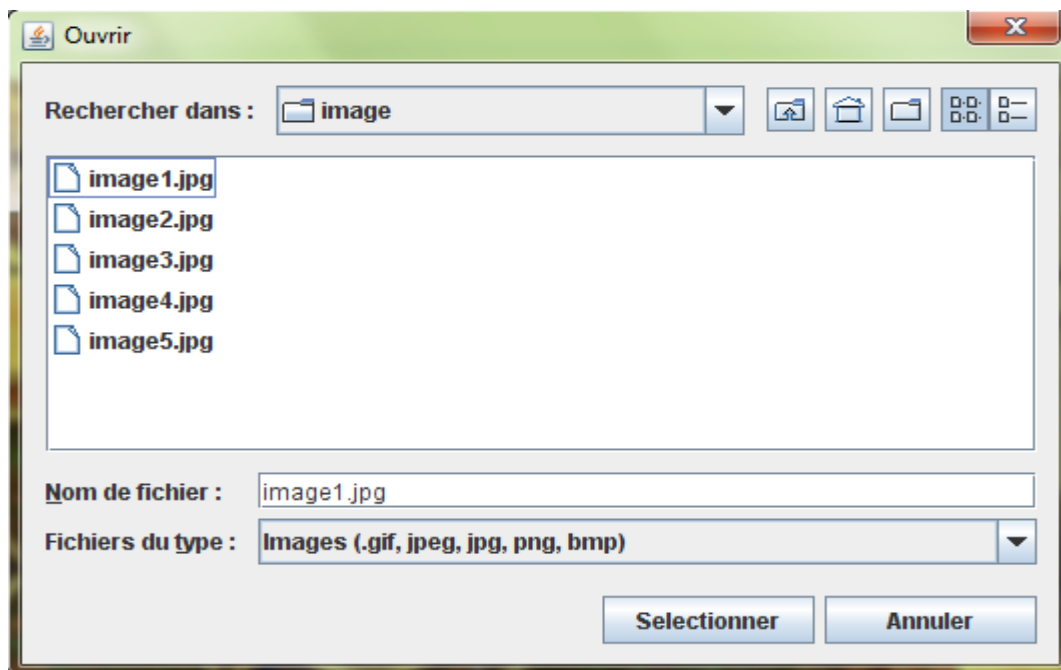 Ouvrir
Rechercher dans : image
image1.jpg
image2.jpg
image3.jpg
image4.jpg
image5.jpg
Nom de fichier : image1.jpg
Fichiers du type : Images (.gif, jpeg, jpg, png, bmp)
Selectionner Annuler